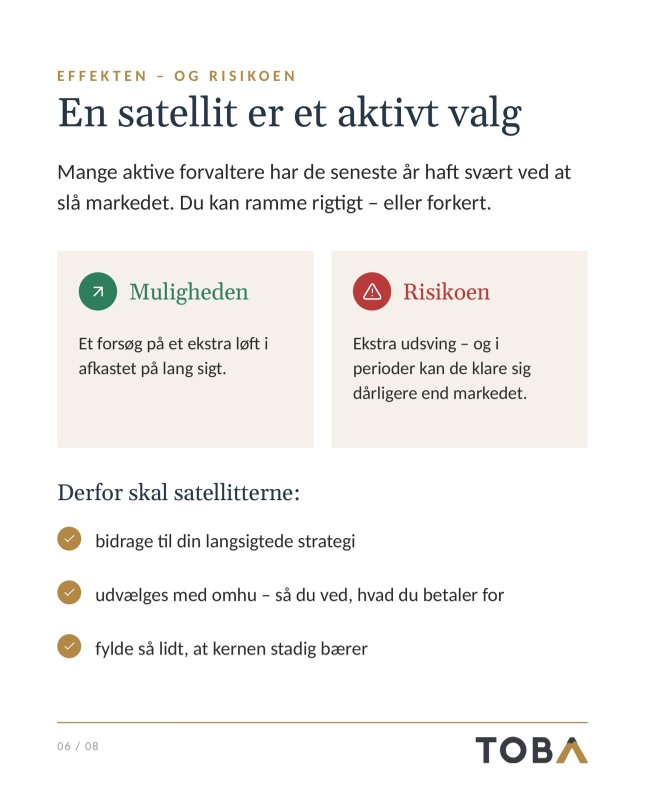 EFFEKTEN – OG RISIKOEN
En satellit er et aktivt valg
Mange aktive forvaltere har de seneste år haft svært ved at
slå markedet. Du kan ramme rigtigt – eller forkert.
Muligheden
Et forsøg på et ekstra løft i
afkastet på lang sigt.
Risikoen
Ekstra udsving – og i
perioder kan de klare sig
dårligere end markedet.
Derfor skal satellitterne:
bidrage til din langsigtede strategi
udvælges med omhu – så du ved, hvad du betaler for
fylde så lidt, at kernen stadig bærer
06 / 08
TOBA